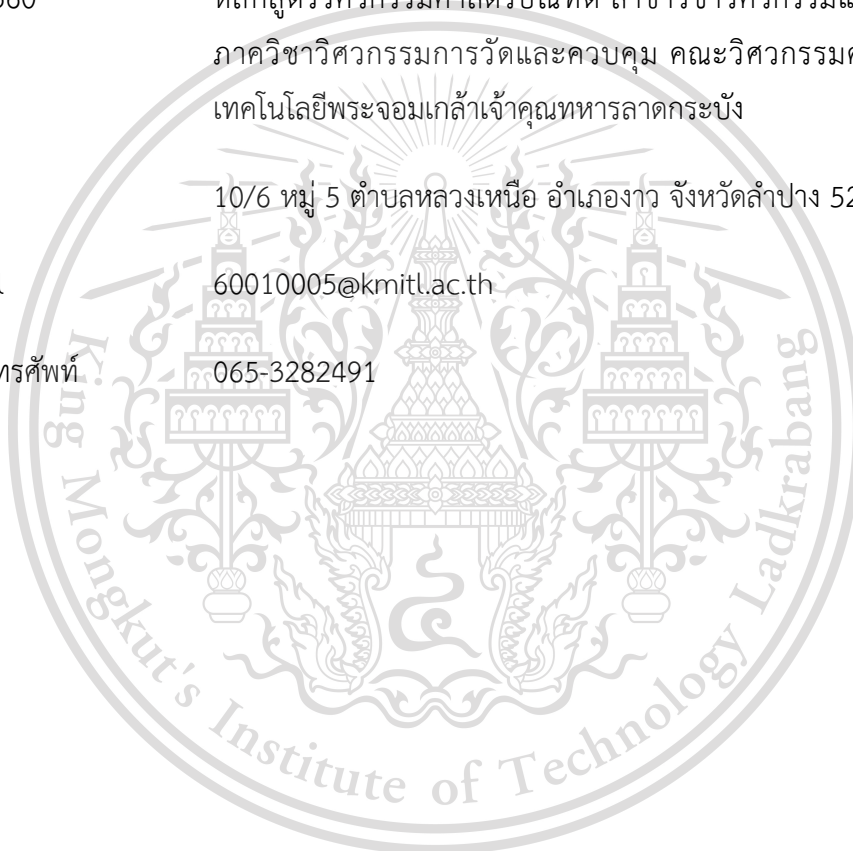 ภาควิชาวิศวกรรมการวัดและควบคุม คณะวิศวกรรม
เทคโนโลยีพระจอมเกล้าเจ้าคุณทหารลาดกระบัง
10/6 หมู่ 5 ตำบลหลวงเหนือ อำเภองาว จังหวัดลำปาง 52
60010005@kmitl.ac.th
065-3282491
King Mongkut's Institute of Technology Ladkrabang